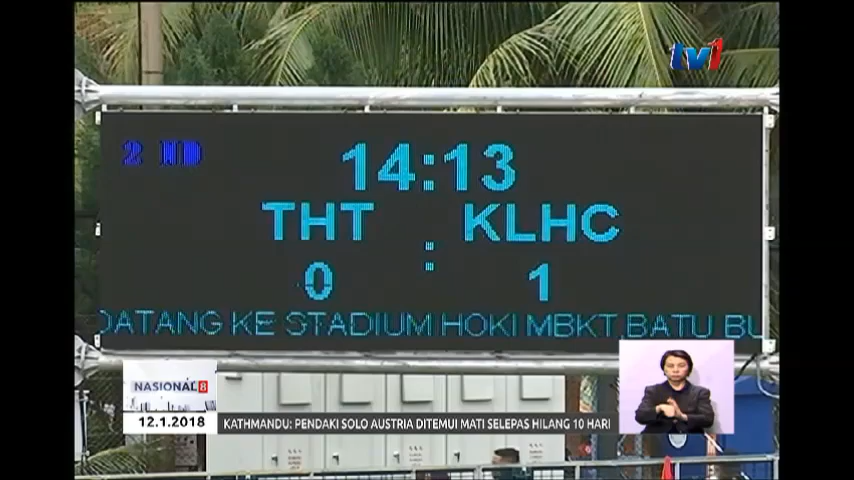 tv1
2 ND
14:13
THT KLHC
0 : 1
DATANG KE STADIUM HOKI MBKT, BATU BU
NASIONAL 8
12.1.2018
KATHMANDU: PENDAKI SOLO AUSTRIA DITEMUI MATI SELEPAS HILANG 10 HARI